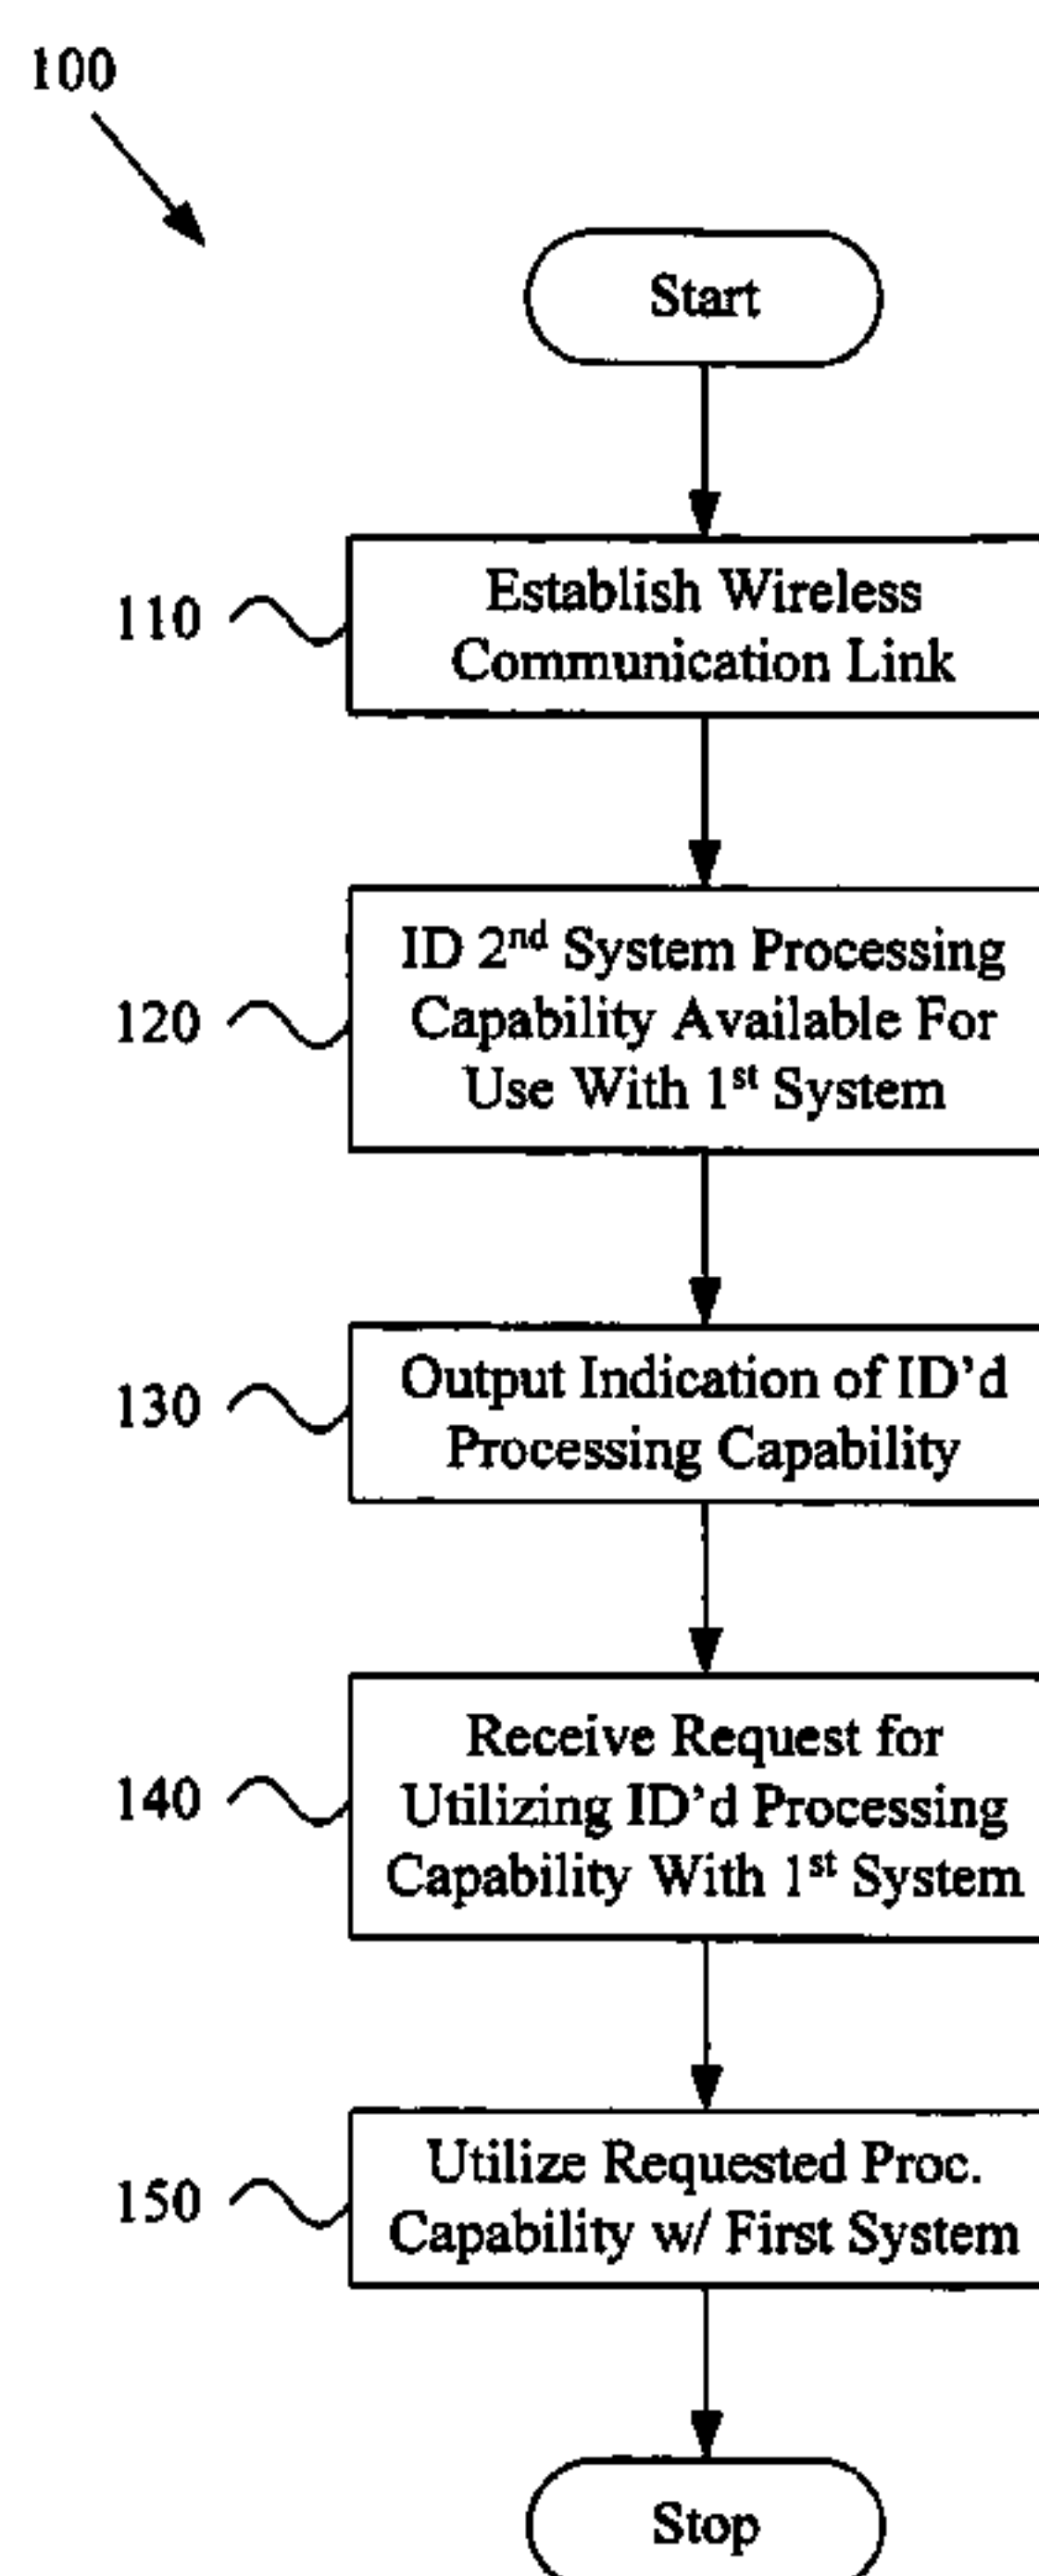 100
Start
110
Establish Wireless
Communication Link
120
ID 2nd System Processing
Capability Available For
Use With 1st System
130
Output Indication of ID'd
Processing Capability
140
Receive Request for
Utilizing ID'd Processing
Capability With 1st System
150
Utilize Requested Proc.
Capability w/ First System
Stop